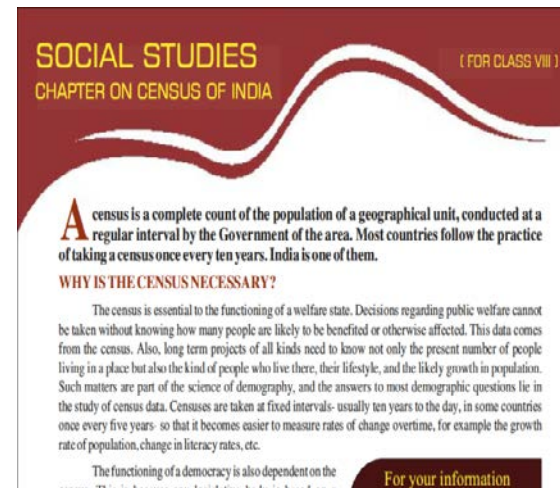 SOCIAL STUDIES
( FOR CLASS VIII )
CHAPTER ON CENSUS OF INDIA
A census is a complete count of the population of a geographical unit, conducted at a
regular interval by the Government of the area. Most countries follow the practice
of taking a census once every ten years. India is one of them.
WHY IS THE CENSUS NECESSARY?
The census is essential to the functioning of a welfare state. Decisions regarding public welfare cannot
be taken without knowing how many people are likely to be benefited or otherwise affected. This data comes
from the census. Also, long term projects of all kinds need to know not only the present number of people
living in a place but also the kind of people who live there, their lifestyle, and the likely growth in population.
Such matters are part of the science of demography, and the answers to most demographic questions lie in
the study of census data. Censuses are taken at fixed intervals- usually ten years to the day, in some countries
once every five years- so that it becomes easier to measure rates of change overtime, for example the growth
rate of population, change in literacy rates, etc.
The functioning of a democracy is also dependent on the
For your information